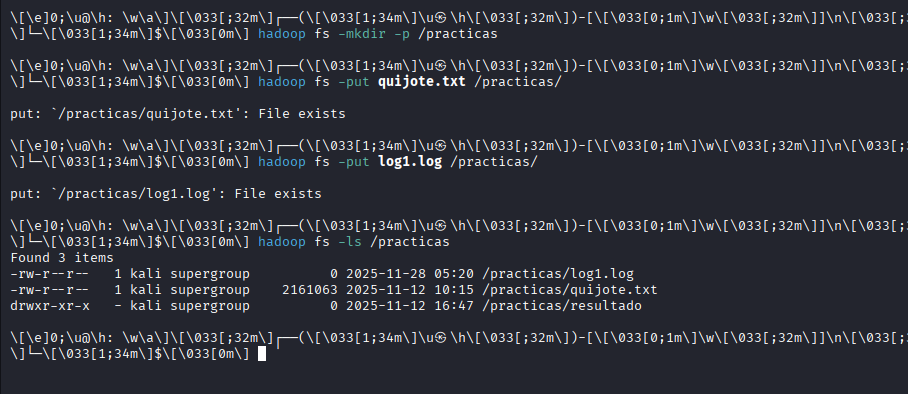 \[\e]0;\u@\h: \w\a\]\[\033[;32m\]┌──(\[\033[1;34m\]\u㉿\h\[\033[;32m\])-[\[\033[0;1m\]\w\[\033[;32m\]]\n\[\033[;32
\]└─\[\033[1;34m\]$\[\033[0m\] hadoop fs -mkdir -p /practicas
\[\e]0;\u@\h: \w\a\]\[\033[;32m\]┌──(\[\033[1;34m\]\u㉿\h\[\033[;32m\])-[\[\033[0;1m\]\w\[\033[;32m\]]\n\[\033[;32
\]└─\[\033[1;34m\]$\[\033[0m\] hadoop fs -put quijote.txt /practicas/
put: `/practicas/quijote.txt': File exists
\[\e]0;\u@\h: \w\a\]\[\033[;32m\]┌──(\[\033[1;34m\]\u㉿\h\[\033[;32m\])-[\[\033[0;1m\]\w\[\033[;32m\]]\n\[\033[;32
\]└─\[\033[1;34m\]$\[\033[0m\] hadoop fs -put log1.log /practicas/
put: `/practicas/log1.log': File exists
\[\e]0;\u@\h: \w\a\]\[\033[;32m\]┌──(\[\033[1;34m\]\u㉿\h\[\033[;32m\])-[\[\033[0;1m\]\w\[\033[;32m\]]\n\[\033[;32
\]└─\[\033[1;34m\]$\[\033[0m\] hadoop fs -ls /practicas
Found 3 items
-rw-r--r--   1 kali supergroup          0 2025-11-28 05:20 /practicas/log1.log
-rw-r--r--   1 kali supergroup    2161063 2025-11-12 10:15 /practicas/quijote.txt
drwxr-xr-x   - kali supergroup          0 2025-11-12 16:47 /practicas/resultado
\[\e]0;\u@\h: \w\a\]\[\033[;32m\]┌──(\[\033[1;34m\]\u㉿\h\[\033[;32m\])-[\[\033[0;1m\]\w\[\033[;32m\]]\n\[\033[;32
\]└─\[\033[1;34m\]$\[\033[0m\]